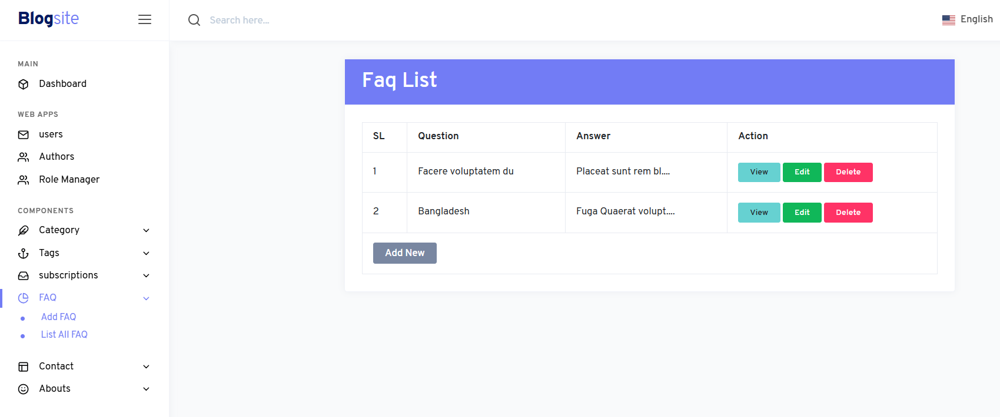 Blogsite
Search here...
English
MAIN
Dashboard
WEB APPS
users
Authors
Role Manager
COMPONENTS
Category
Tags
subscriptions
FAQ
Add FAQ
List All FAQ
Contact
Abouts
Faq List
SL Question Answer Action
1 Facere voluptatem du Placeat sunt rem bl.... View Edit Delete
2 Bangladesh Fuga Quaerat volupt.... View Edit Delete
Add New